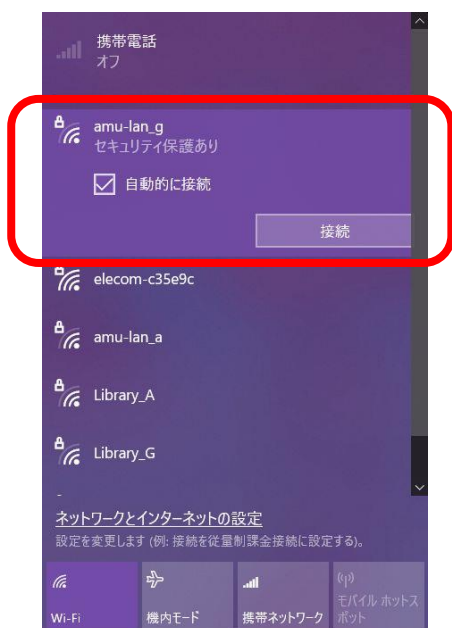 携帯電話
オフ
amu-lan_g
セキュリティ保護あり
自動的に接続
接続
elecom-c35e9c
amu-lan_a
Library_A
Library_G
ネットワークとインターネットの設定
設定を変更します (例: 接続を従量制課金接続に設定する)。
Wi-Fi
機内モード
携帯ネットワーク
モバイル ホットス
ポット